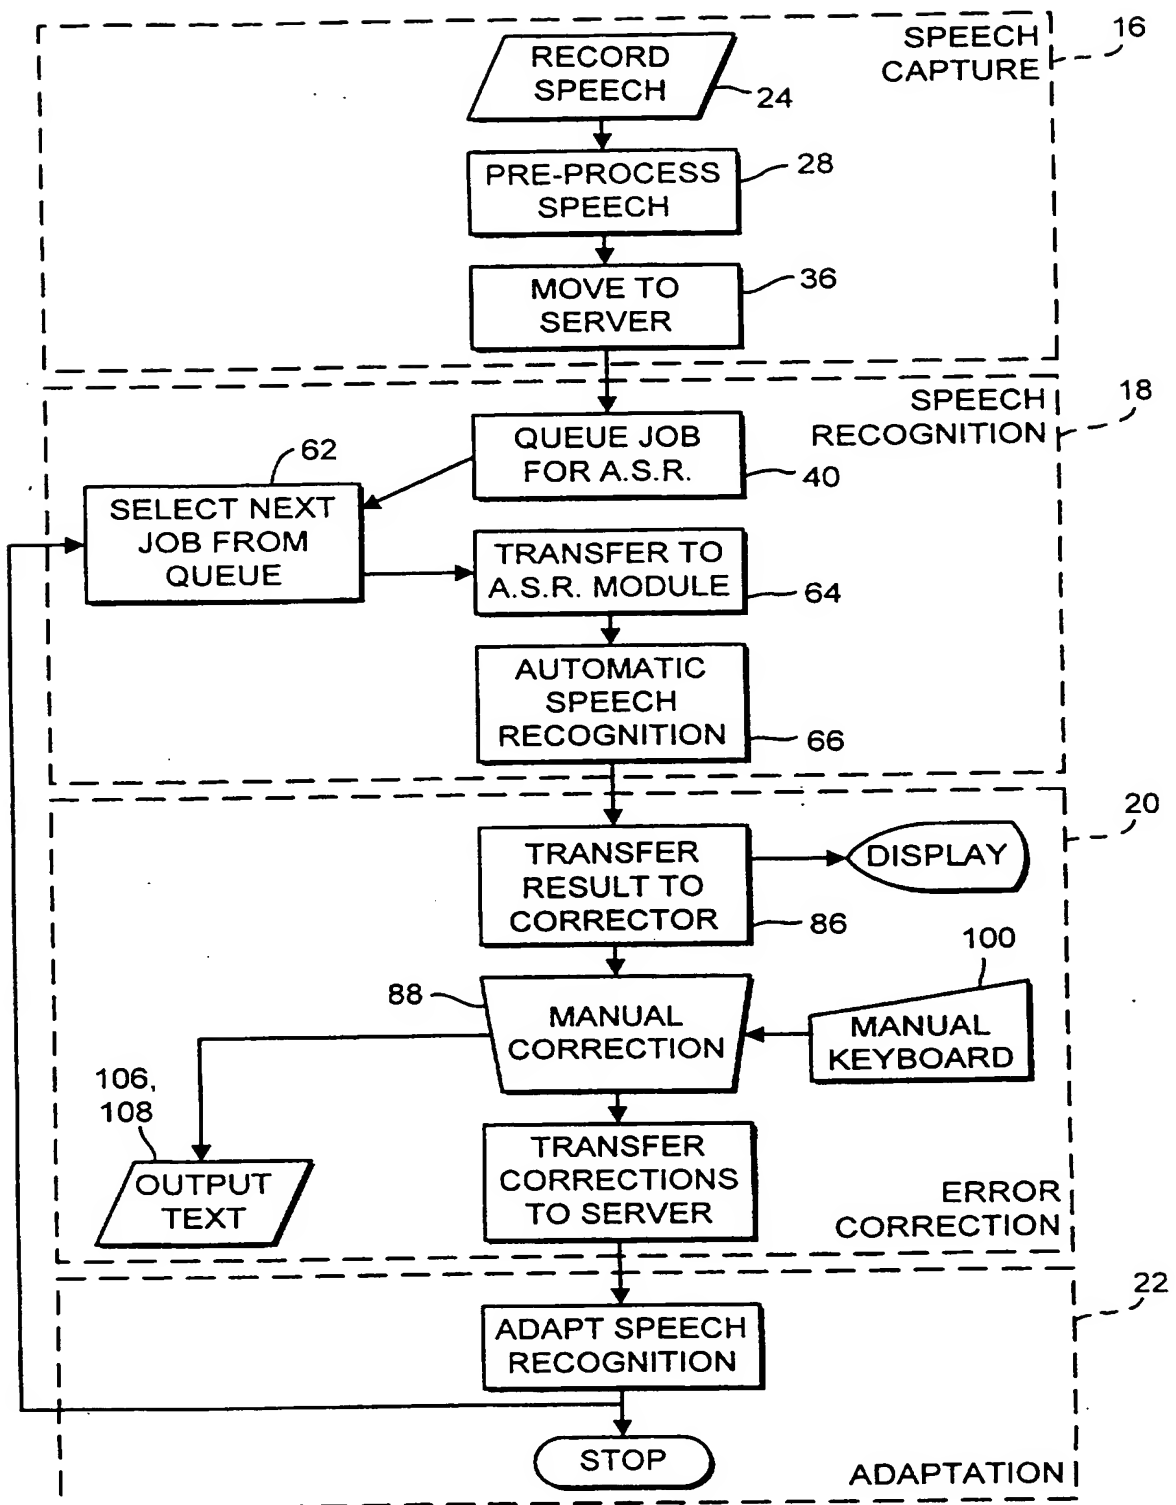 RECORD
SPEECH
24
SPEECH
CAPTURE
16
PRE-PROCESS
SPEECH
28
MOVE TO
SERVER
36
SPEECH
RECOGNITION
18
QUEUE JOB
FOR A.S.R.
40
62
SELECT NEXT
JOB FROM
QUEUE
TRANSFER TO
A.S.R. MODULE
64
AUTOMATIC
SPEECH
RECOGNITION
66
20
TRANSFER
RESULT TO
CORRECTOR
86
DISPLAY
88
MANUAL
CORRECTION
100
MANUAL
KEYBOARD
106,
108
OUTPUT
TEXT
TRANSFER
CORRECTIONS
TO SERVER
ERROR
CORRECTION
22
ADAPT SPEECH
RECOGNITION
STOP
ADAPTATION